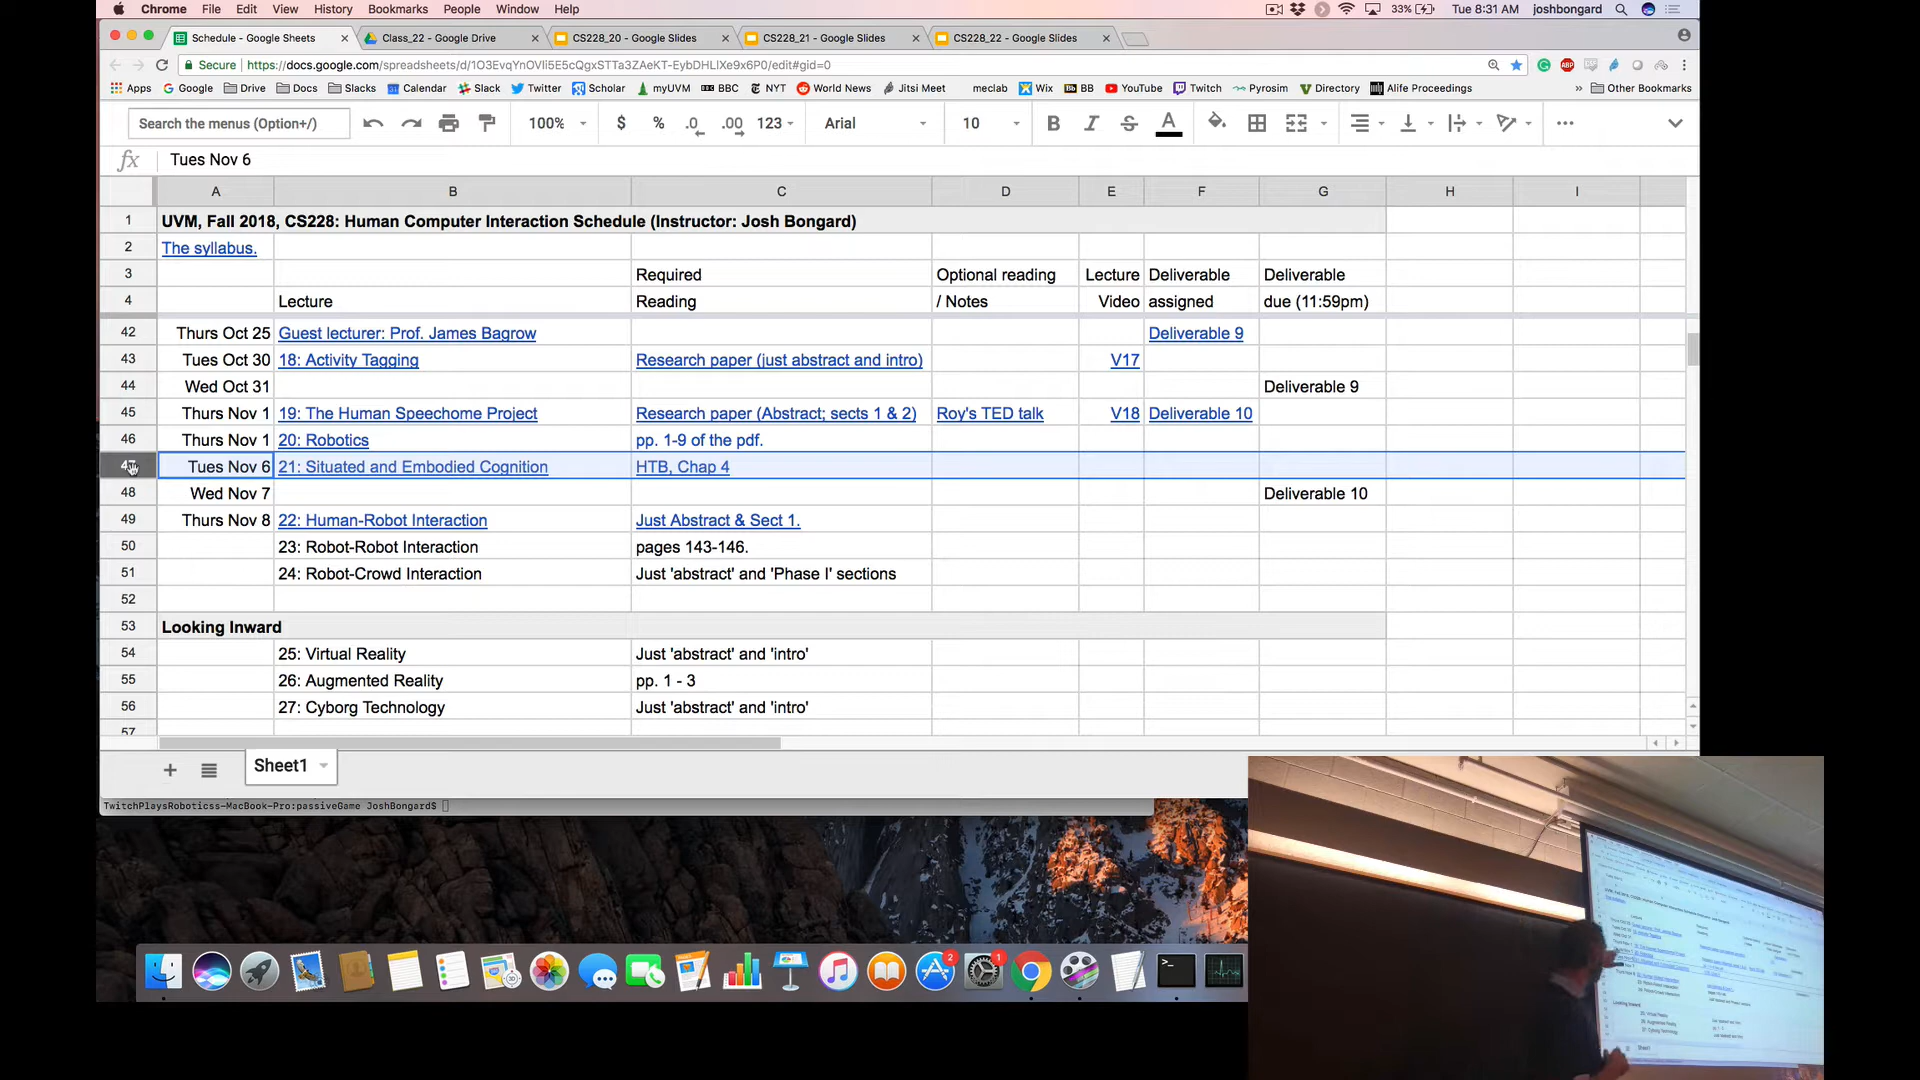 Chrome File Edit View History Bookmarks People Window Help 33% Tue 8:31 AM joshbongard
Schedule - Google Sheets Class_22 - Google Drive CS228_20 - Google Slides CS228_21 - Google Slides CS228_22 - Google Slides
Secure https://docs.google.com/spreadsheets/d/1O3EvqYnOVIi5E5cQgxSTTa3ZAeKT-EybDHLIXe9x6P0/edit#gid=0
Apps Google Drive Docs Slacks Calendar Slack Twitter Scholar myUVM BBC NYT World News Jitsi Meet meclab Wix BB YouTube Twitch Pyrosim Directory Alife Proceedings » Other Bookmarks
Search the menus (Option+/) 100% $ % .0 .00 123 Arial 10 B I S A
fx Tues Nov 6
A B C D E F G H I
1 UVM, Fall 2018, CS228: Human Computer Interaction Schedule (Instructor: Josh Bongard)
2 The syllabus.
3 Required Optional reading Lecture Deliverable Deliverable
4 Lecture Reading / Notes Video assigned due (11:59pm)
42 Thurs Oct 25 Guest lecturer: Prof. James Bagrow Deliverable 9
43 Tues Oct 30 18: Activity Tagging Research paper (just abstract and intro) V17
44 Wed Oct 31 Deliverable 9
45 Thurs Nov 1 19: The Human Speechome Project Research paper (Abstract; sects 1 & 2) Roy's TED talk V18 Deliverable 10
46 Thurs Nov 1 20: Robotics pp. 1-9 of the pdf.
47 Tues Nov 6 21: Situated and Embodied Cognition HTB, Chap 4
48 Wed Nov 7 Deliverable 10
49 Thurs Nov 8 22: Human-Robot Interaction Just Abstract & Sect 1.
50 23: Robot-Robot Interaction pages 143-146.
51 24: Robot-Crowd Interaction Just 'abstract' and 'Phase I' sections
52
53 Looking Inward
54 25: Virtual Reality Just 'abstract' and 'intro'
55 26: Augmented Reality pp. 1 - 3
56 27: Cyborg Technology Just 'abstract' and 'intro'
57
Sheet1
TwitchPlaysRoboticss-MacBook-Pro:passiveGame JoshBongard$